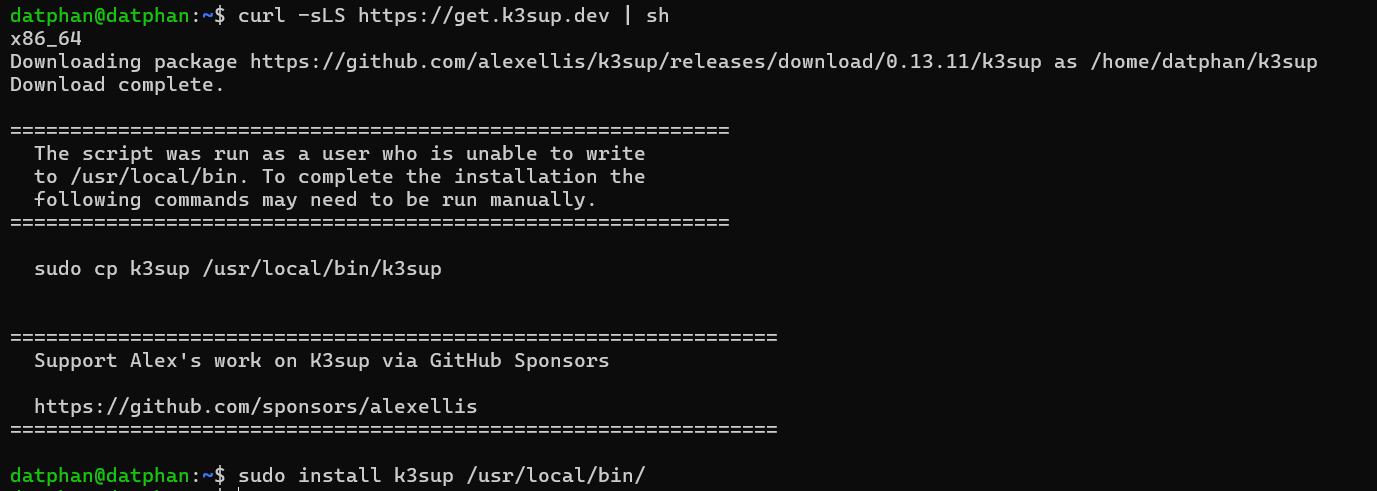 datphan@datphan:~$ curl -sLS https://get.k3sup.dev | sh
x86_64
Downloading package https://github.com/alexellis/k3sup/releases/download/0.13.11/k3sup as /home/datphan/k3sup
Download complete.
============================================================
  The script was run as a user who is unable to write
  to /usr/local/bin. To complete the installation the
  following commands may need to be run manually.
============================================================
  sudo cp k3sup /usr/local/bin/k3sup
================================================================
  Support Alex's work on K3sup via GitHub Sponsors
  https://github.com/sponsors/alexellis
================================================================
datphan@datphan:~$ sudo install k3sup /usr/local/bin/